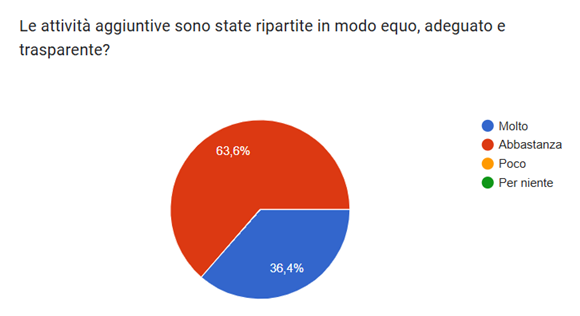 Le attività aggiuntive sono state ripartite in modo equo, adeguato e
trasparente?
Molto
Abbastanza
Poco
Per niente
63,6%
36,4%